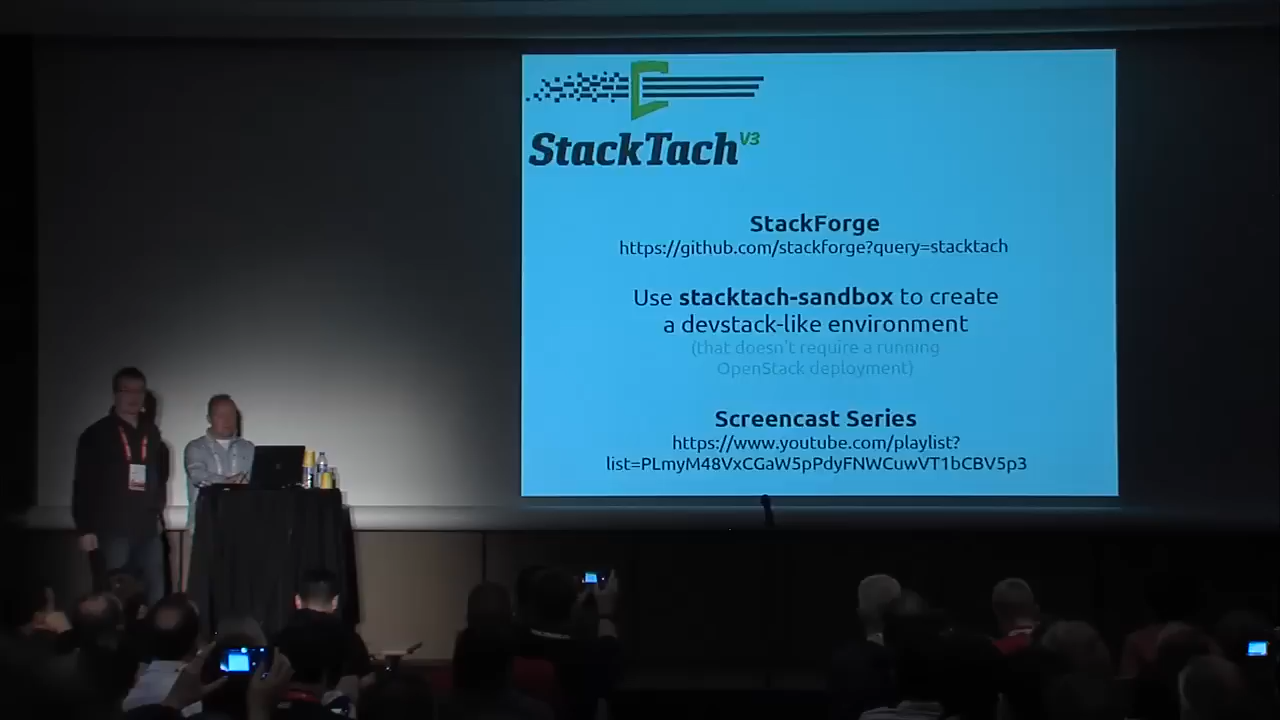 StackTach V3
StackForge
https://github.com/stackforge?query=stacktach
Use stacktach-sandbox to create
a devstack-like environment
(that doesn't require a running
OpenStack deployment)
Screencast Series
https://www.youtube.com/playlist?
list=PLmyM48VxCGaW5pPdyFNWCuwVT1bCBV5p3